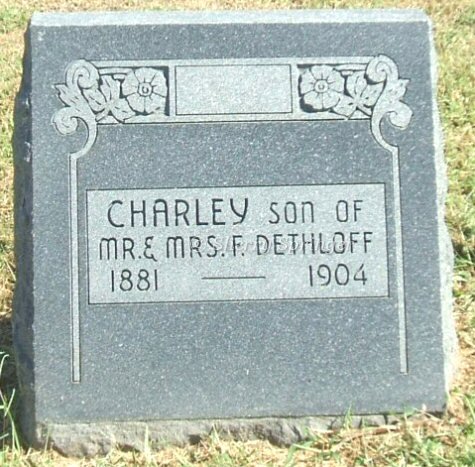 CHARLEY SON OF
MR. & MRS. F. DETHLOFF
1881 — 1904